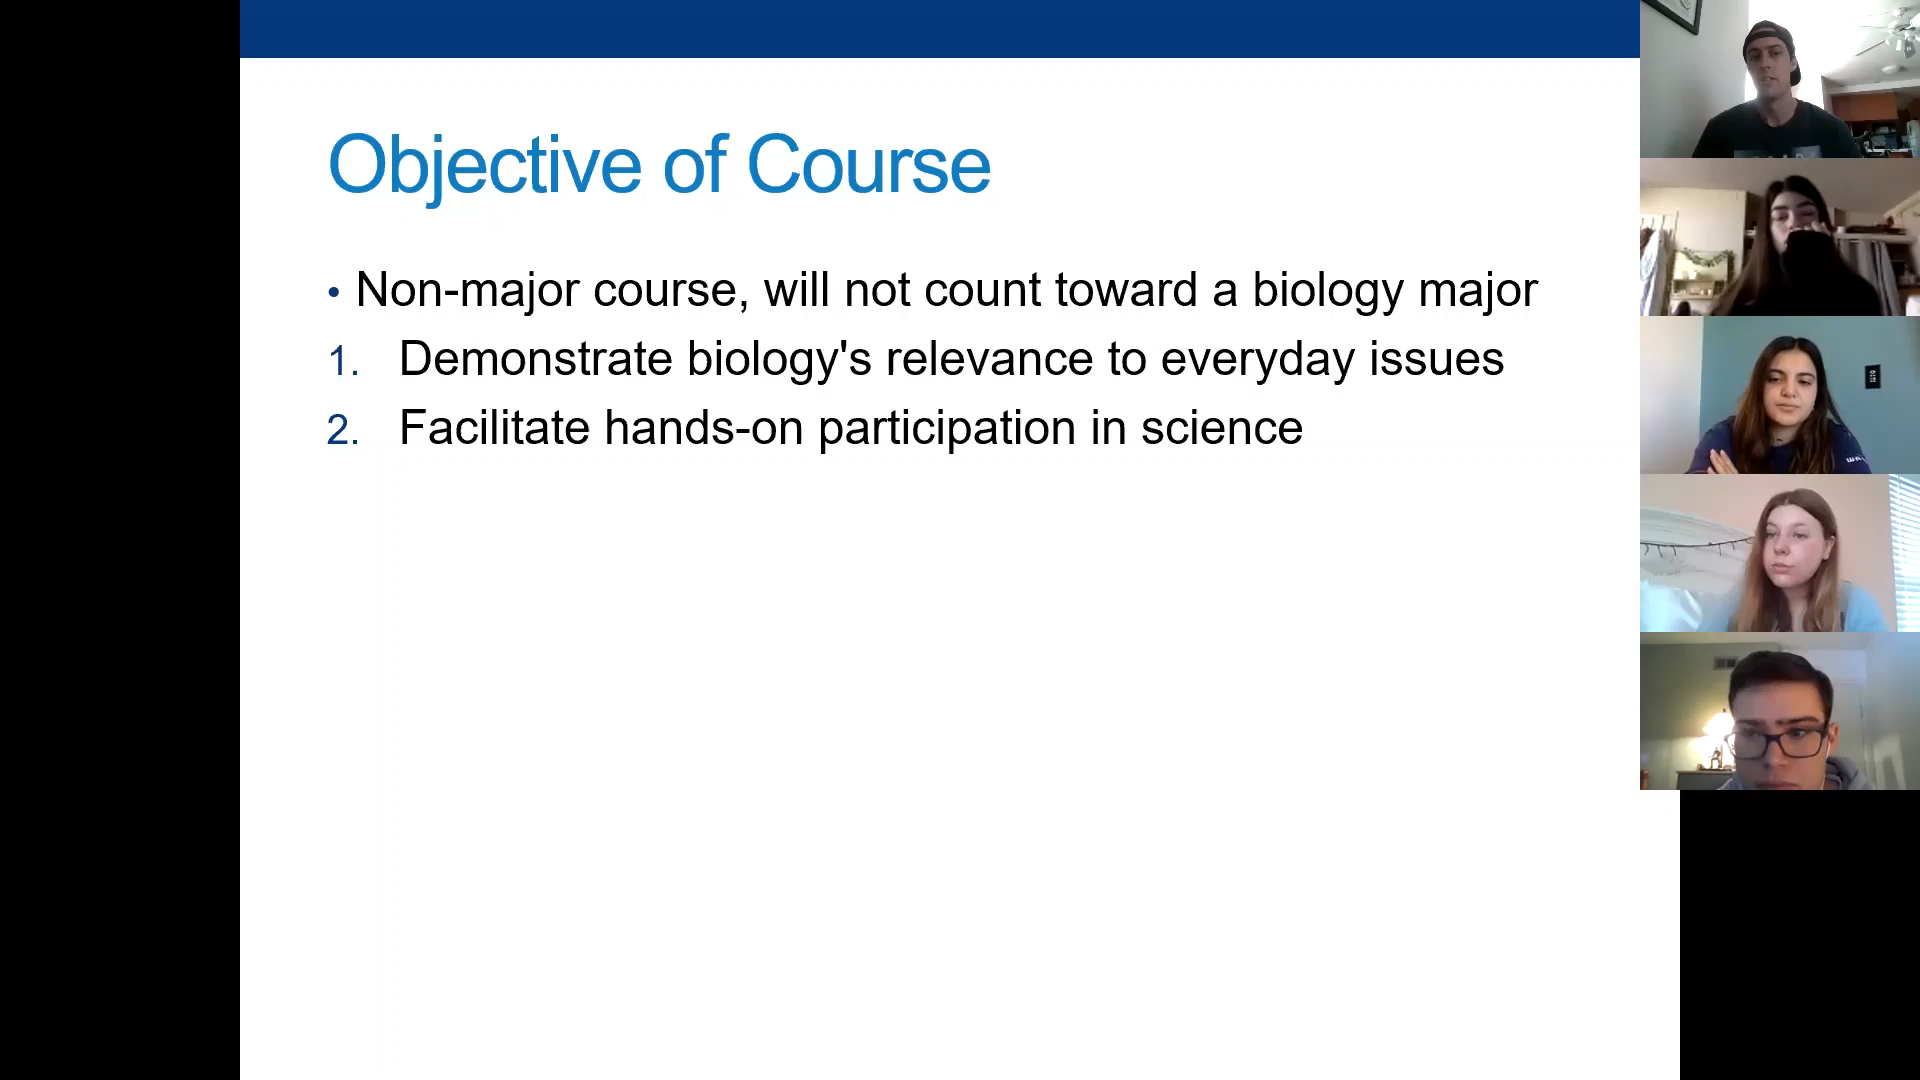 Objective of Course
• Non-major course, will not count toward a biology major
1. Demonstrate biology's relevance to everyday issues
2. Facilitate hands-on participation in science